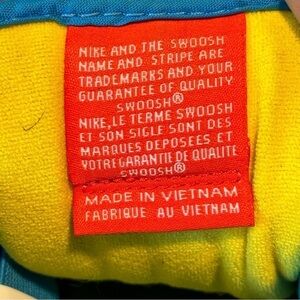 NIKE AND THE SWOOSH
NAME AND STRIPE ARE
TRADEMARKS AND YOUR
GUARANTEE OF QUALITY
SWOOSH®
NIKE, LE TERME SWOOSH
ET SON SIGLE SONT DES
MARQUES DEPOSEES ET
VOTRE GARANTIE DE QUALITE
SWOOSH®
MADE IN VIETNAM
FABRIQUE AU VIETNAM